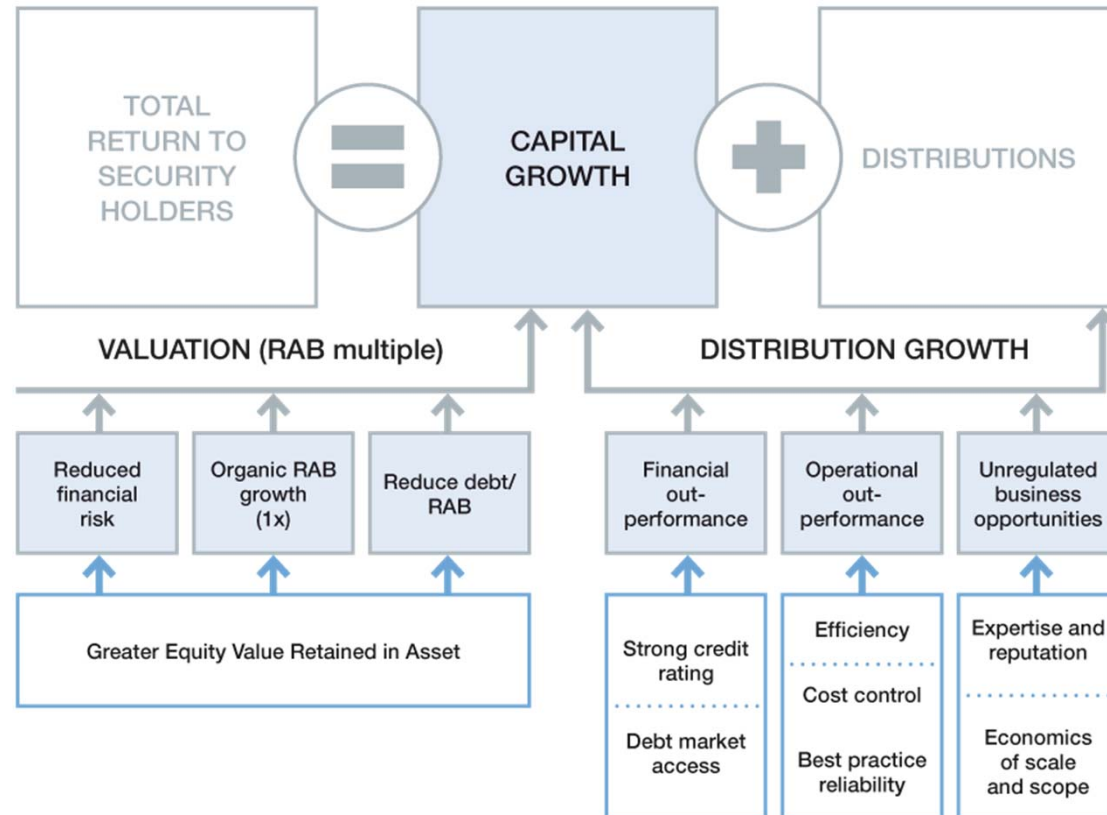 TOTAL
RETURN TO
SECURITY
HOLDERS
CAPITAL
GROWTH
DISTRIBUTIONS
VALUATION (RAB multiple)
DISTRIBUTION GROWTH
Reduced
financial
risk
Organic RAB
growth
(1x)
Reduce debt/
RAB
Financial
out-
performance
Operational
out-
performance
Unregulated
business
opportunities
Greater Equity Value Retained in Asset
Strong credit
rating
Debt market
access
Efficiency
Cost control
Best practice
reliability
Expertise and
reputation
Economics
of scale
and scope